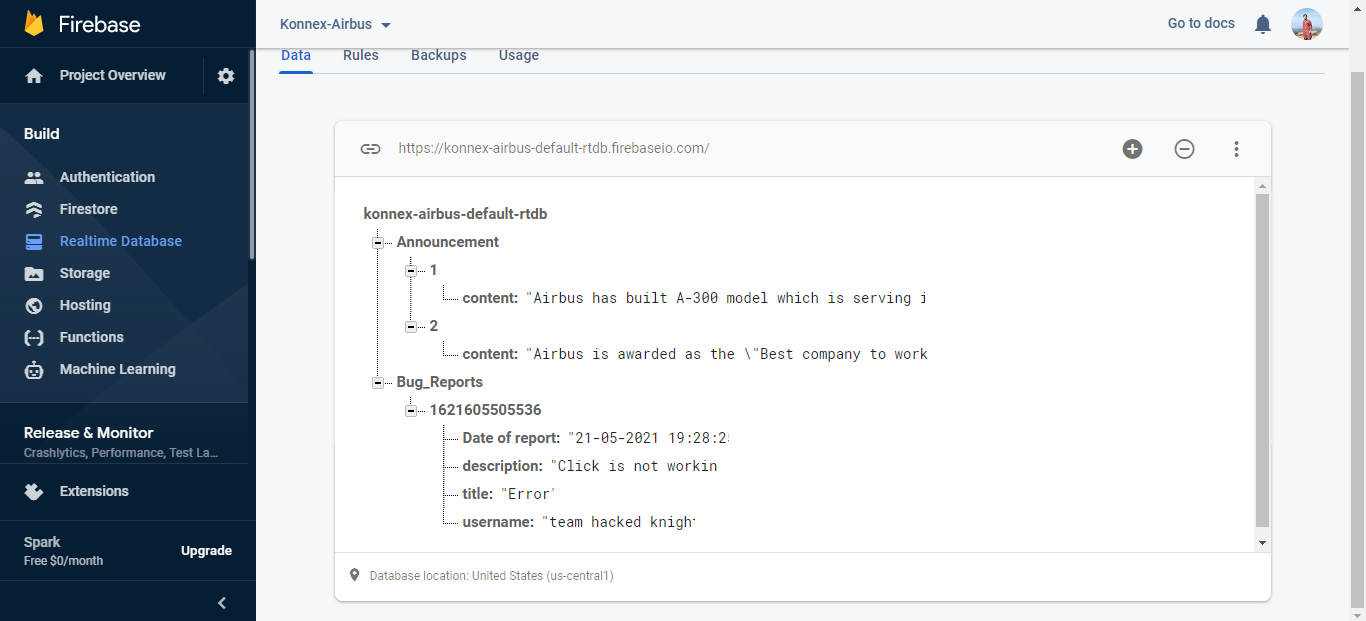 Firebase
Konnex-Airbus
Go to docs
Project Overview
Data Rules Backups Usage
Build
Authentication
Firestore
Realtime Database
Storage
Hosting
Functions
Machine Learning
Release & Monitor
Crashlytics, Performance, Test La...
Extensions
Spark
Free $0/month
Upgrade
https://konnex-airbus-default-rtdb.firebaseio.com/
konnex-airbus-default-rtdb
Announcement
1
content: "Airbus has built A-300 model which is serving i
2
content: "Airbus is awarded as the \"Best company to work
Bug_Reports
1621605505536
Date of report: "21-05-2021 19:28:2
description: "Click is not workin
title: "Error"
username: "team hacked knigh
Database location: United States (us-central1)